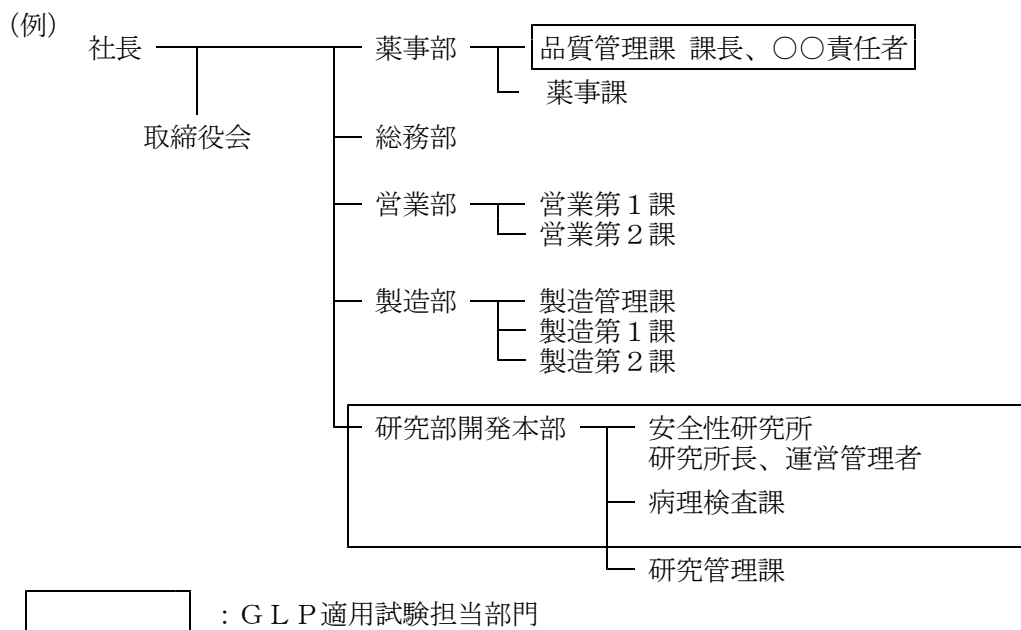 (例)
社長 薬事部 品質管理課 課長、○○責任者
薬事課
取締役会 総務部
営業部 営業第1課
営業第2課
製造部 製造管理課
製造第1課
製造第2課
研究部開発本部 安全性研究所
研究所長、運営管理者
病理検査課
研究管理課
：ＧＬＰ適用試験担当部門